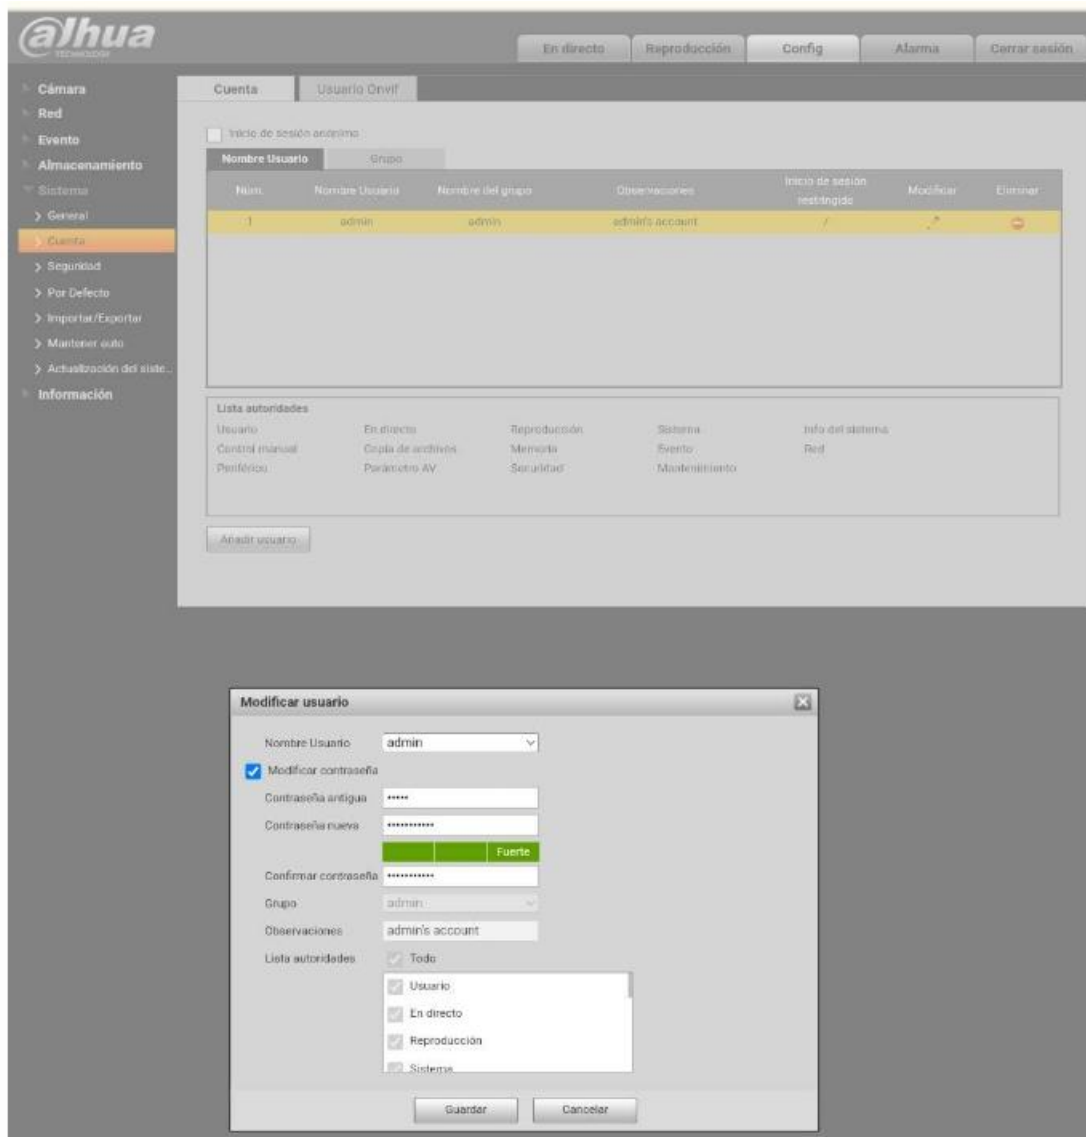 alhua
TECHNOLOGY
En directo Reproducción Config Alarma Cerrar sesión
Cámara
Red
Evento
Almacenamiento
Sistema
General
Cuenta
Seguridad
Por Defecto
Importar/Exportar
Mantener auto
Actualización del siste...
Información
Cuenta Usuario Onvif
Inicio de sesión anónimo
Nombre Usuario Grupo
Núm. Nombre Usuario Nombre del grupo Observaciones Inicio de sesión restringido Modificar Eliminar
1 admin admin admin's account /
Lista autoridades
Usuario En directo Reproducción Sistema Info del sistema
Control manual Copia de archivos Memoria Evento Red
Periférico Parámetro AV Seguridad Mantenimiento
Añadir usuario
Modificar usuario
Nombre Usuario admin
Modificar contraseña
Contraseña antigua •••••
Contraseña nueva •••••••••••
Fuerte
Confirmar contraseña •••••••••••
Grupo admin
Observaciones admin's account
Lista autoridades Todo
Usuario
En directo
Reproducción
Sistema
Guardar Cancelar